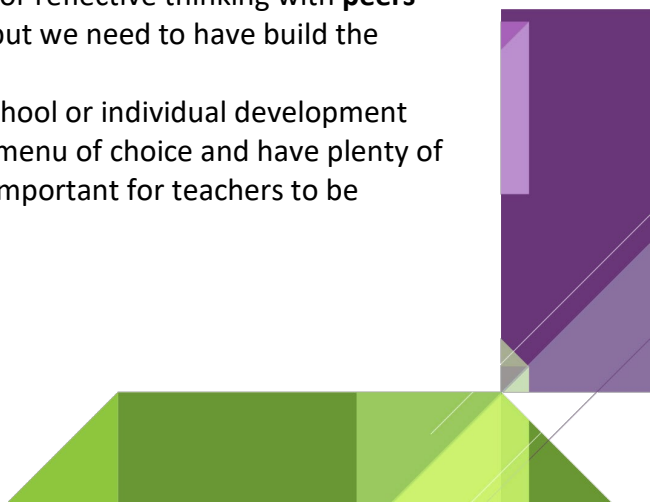 or reflective thinking with peers
but we need to have build the
hool or individual development
menu of choice and have plenty of
mportant for teachers to be